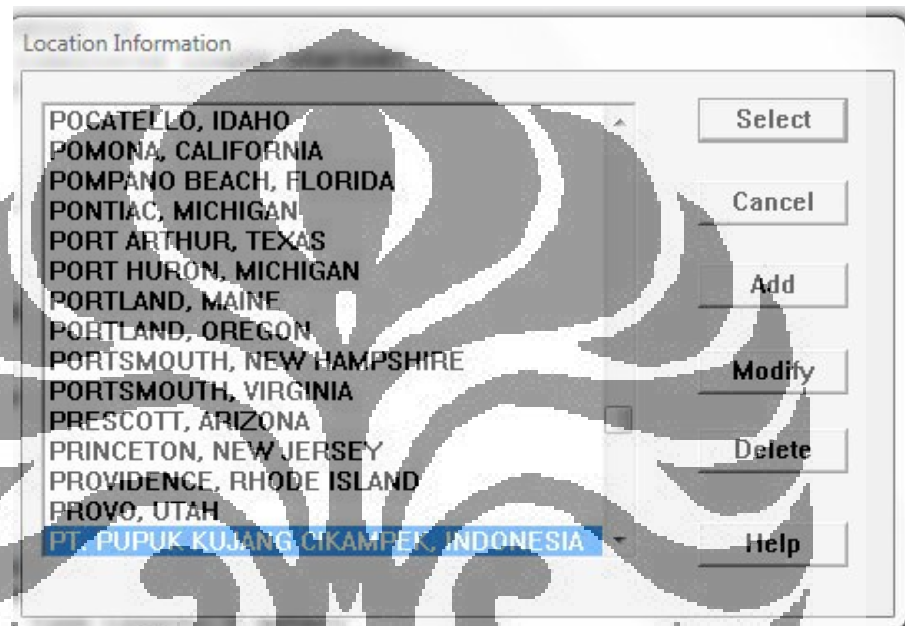 Location Information
POCATELLO, IDAHO
POMONA, CALIFORNIA
POMPANO BEACH, FLORIDA
PONTIAC, MICHIGAN
PORT ARTHUR, TEXAS
PORT HURON, MICHIGAN
PORTLAND, MAINE
PORTLAND, OREGON
PORTSMOUTH, NEW HAMPSHIRE
PORTSMOUTH, VIRGINIA
PRESCOTT, ARIZONA
PRINCETON, NEW JERSEY
PROVIDENCE, RHODE ISLAND
PROVO, UTAH
PT. PUPUK KUJANG CIKAMPEK, INDONESIA
Select
Cancel
Add
Modify
Delete
Help